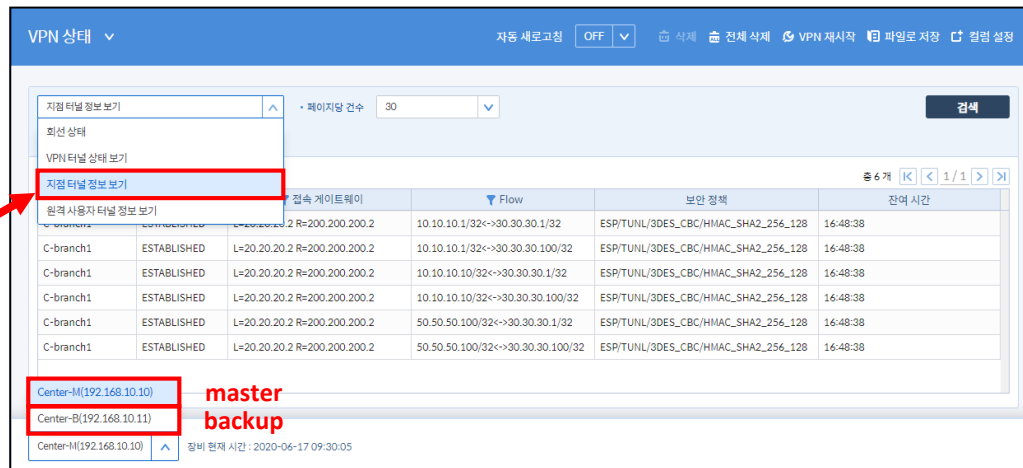 VPN 상태
자동 새로고침 OFF 삭제 전체 삭제 VPN 재시작 파일로 저장 컬럼 설정
지점 터널 정보 보기 • 페이지당 건수 30 검색
회선 상태
VPN 터널 상태 보기
지점 터널 정보 보기
원격 사용자 터널 정보 보기
총 6 개 1 / 1
접속 게이트웨이 Flow 보안 정책 잔여 시간
C-branch1 ESTABLISHED L=20.20.20.2 R=200.200.200.2 10.10.10.1/32<->30.30.30.1/32 ESP/TUNL/3DES_CBC/HMAC_SHA2_256_128 16:48:38
C-branch1 ESTABLISHED L=20.20.20.2 R=200.200.200.2 10.10.10.1/32<->30.30.30.100/32 ESP/TUNL/3DES_CBC/HMAC_SHA2_256_128 16:48:38
C-branch1 ESTABLISHED L=20.20.20.2 R=200.200.200.2 10.10.10.10/32<->30.30.30.1/32 ESP/TUNL/3DES_CBC/HMAC_SHA2_256_128 16:48:38
C-branch1 ESTABLISHED L=20.20.20.2 R=200.200.200.2 10.10.10.10/32<->30.30.30.100/32 ESP/TUNL/3DES_CBC/HMAC_SHA2_256_128 16:48:38
C-branch1 ESTABLISHED L=20.20.20.2 R=200.200.200.2 50.50.50.100/32<->30.30.30.1/32 ESP/TUNL/3DES_CBC/HMAC_SHA2_256_128 16:48:38
C-branch1 ESTABLISHED L=20.20.20.2 R=200.200.200.2 50.50.50.100/32<->30.30.30.100/32 ESP/TUNL/3DES_CBC/HMAC_SHA2_256_128 16:48:38
Center-M(192.168.10.10) master
Center-B(192.168.10.11) backup
Center-M(192.168.10.10) 장비 현재 시간 : 2020-06-17 09:30:05